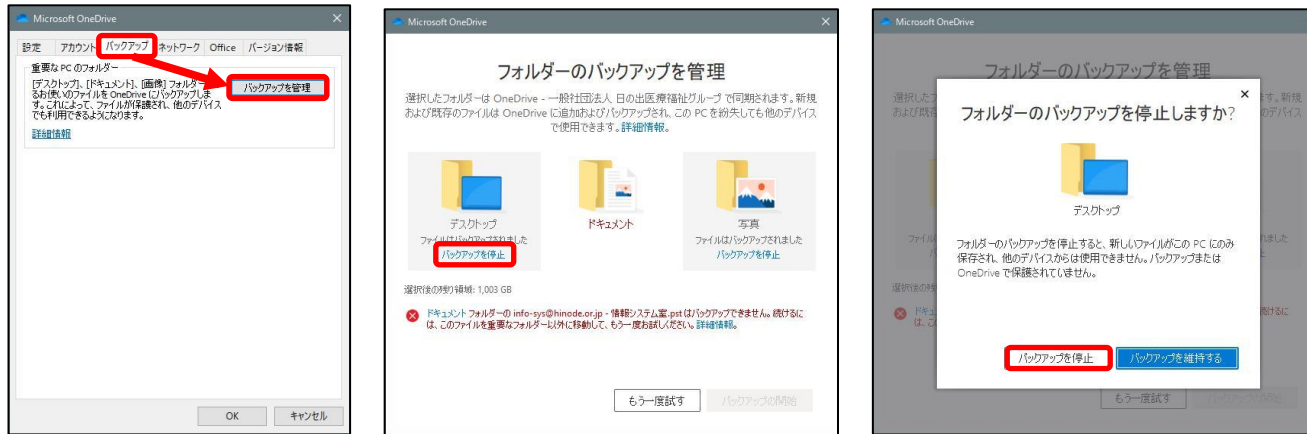 Microsoft OneDrive
設定 アカウント バックアップ ネットワーク Office バージョン情報
重要な PC のフォルダー
[デスクトップ]、[ドキュメント]、[画像] フォルダー
るお使いのファイルを OneDrive にバックアップしま
す。これによって、ファイルが保護され、他のデバイス
でも利用できるようになります。
バックアップを管理
詳細情報
OK キャンセル
Microsoft OneDrive
フォルダーのバックアップを管理
選択したフォルダーは OneDrive - 一般社団法人 日の出医療福祉グループ で同期されます。新規
および既存のファイルは OneDrive に追加およびバックアップされ、この PC を紛失しても他のデバイス
で使用できます。詳細情報。
デスクトップ
ファイルはバックアップされました
バックアップを停止
ドキュメント
写真
ファイルはバックアップされました
バックアップを停止
選択後の残り領域: 1,003 GB
ドキュメント フォルダーの info-sys@hinode.or.jp - 情報システム室.pst はバックアップできません。続けるに
は、このファイルを重要なフォルダー以外に移動して、もう一度お試しください。詳細情報。
もう一度試す バックアップの開始
Microsoft OneDrive
フォルダーのバックアップを管理
フォルダーのバックアップを停止しますか?
デスクトップ
フォルダーのバックアップを停止すると、新しいファイルがこの PC にのみ
保存され、他のデバイスからは使用できません。バックアップまたは
OneDrive で保護されていません。
バックアップを停止 バックアップを維持する
もう一度試す